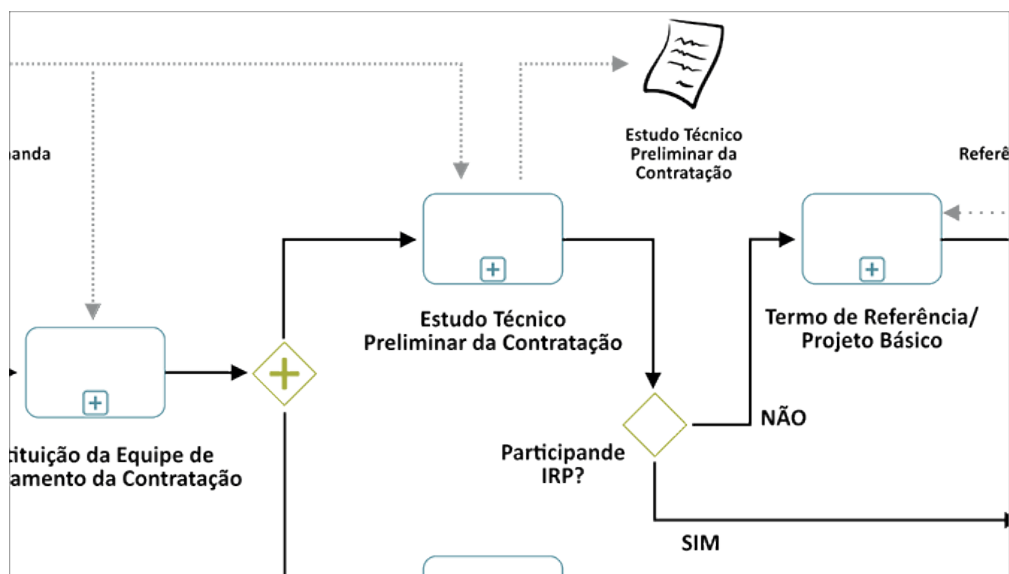 Estudo Técnico
Preliminar da
Contratação
anda
Referê
Estudo Técnico
Preliminar da Contratação
Termo de Referência/
Projeto Básico
NÃO
Participande
IRP?
tituição da Equipe de
amento da Contratação
SIM